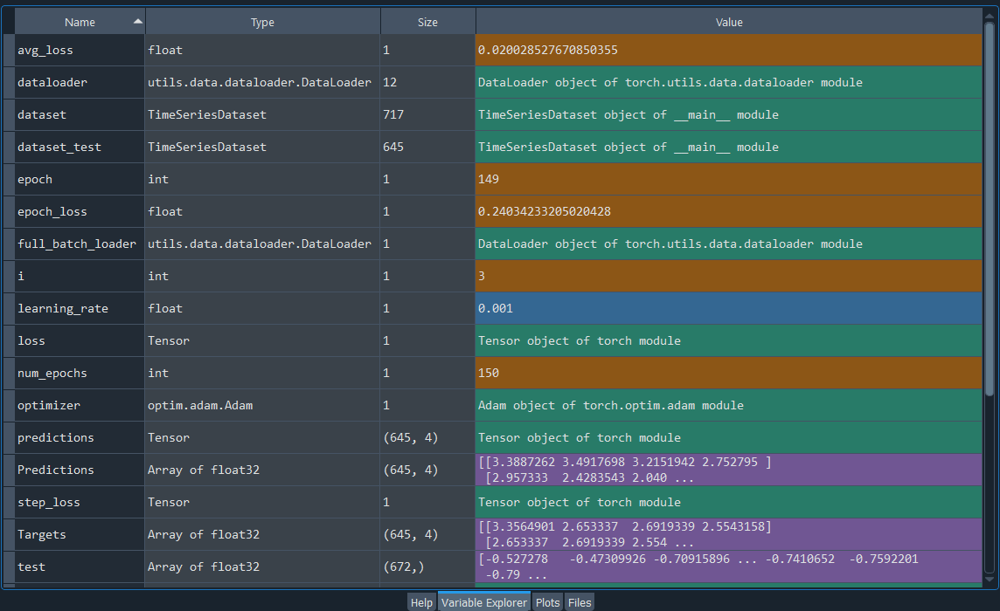 Name Type Size Value
avg_loss float 1 0.020028527670850355
dataloader utils.data.dataloader.DataLoader 12 DataLoader object of torch.utils.data.dataloader module
dataset TimeSeriesDataset 717 TimeSeriesDataset object of __main__ module
dataset_test TimeSeriesDataset 645 TimeSeriesDataset object of __main__ module
epoch int 1 149
epoch_loss float 1 0.24034233205020428
full_batch_loader utils.data.dataloader.DataLoader 1 DataLoader object of torch.utils.data.dataloader module
i int 1 3
learning_rate float 1 0.001
loss Tensor 1 Tensor object of torch module
num_epochs int 1 150
optimizer optim.adam.Adam 1 Adam object of torch.optim.adam module
predictions Tensor (645, 4) Tensor object of torch module
Predictions Array of float32 (645, 4) [[3.3887262 3.4917698 3.2151942 2.752795 ]
[2.957333 2.4283543 2.040 ...
step_loss Tensor 1 Tensor object of torch module
Targets Array of float32 (645, 4) [[3.3564901 2.653337 2.6919339 2.5543158]
[2.653337 2.6919339 2.554 ...
test Array of float32 (672,) [-0.527278 -0.47309926 -0.70915896 ... -0.7410652 -0.7592201
-0.79 ...
Help Variable Explorer Plots Files